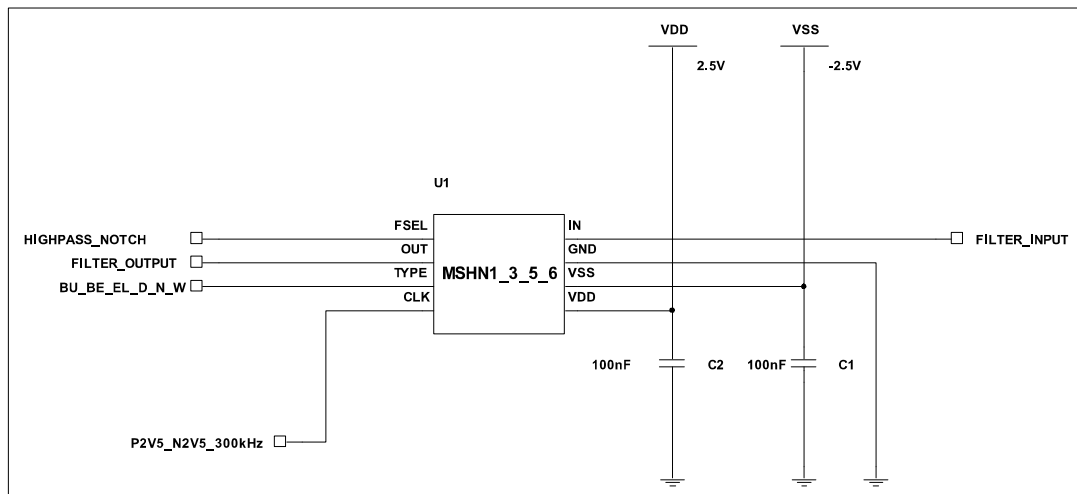 VDD
VSS
2.5V
-2.5V
U1
FSEL
IN
HIGHPASS_NOTCH
FILTER_INPUT
OUT
GND
FILTER_OUTPUT
MSHN1_3_5_6
TYPE
VSS
BU_BE_EL_D_N_W
CLK
VDD
100nF
C2
100nF
C1
P2V5_N2V5_300kHz